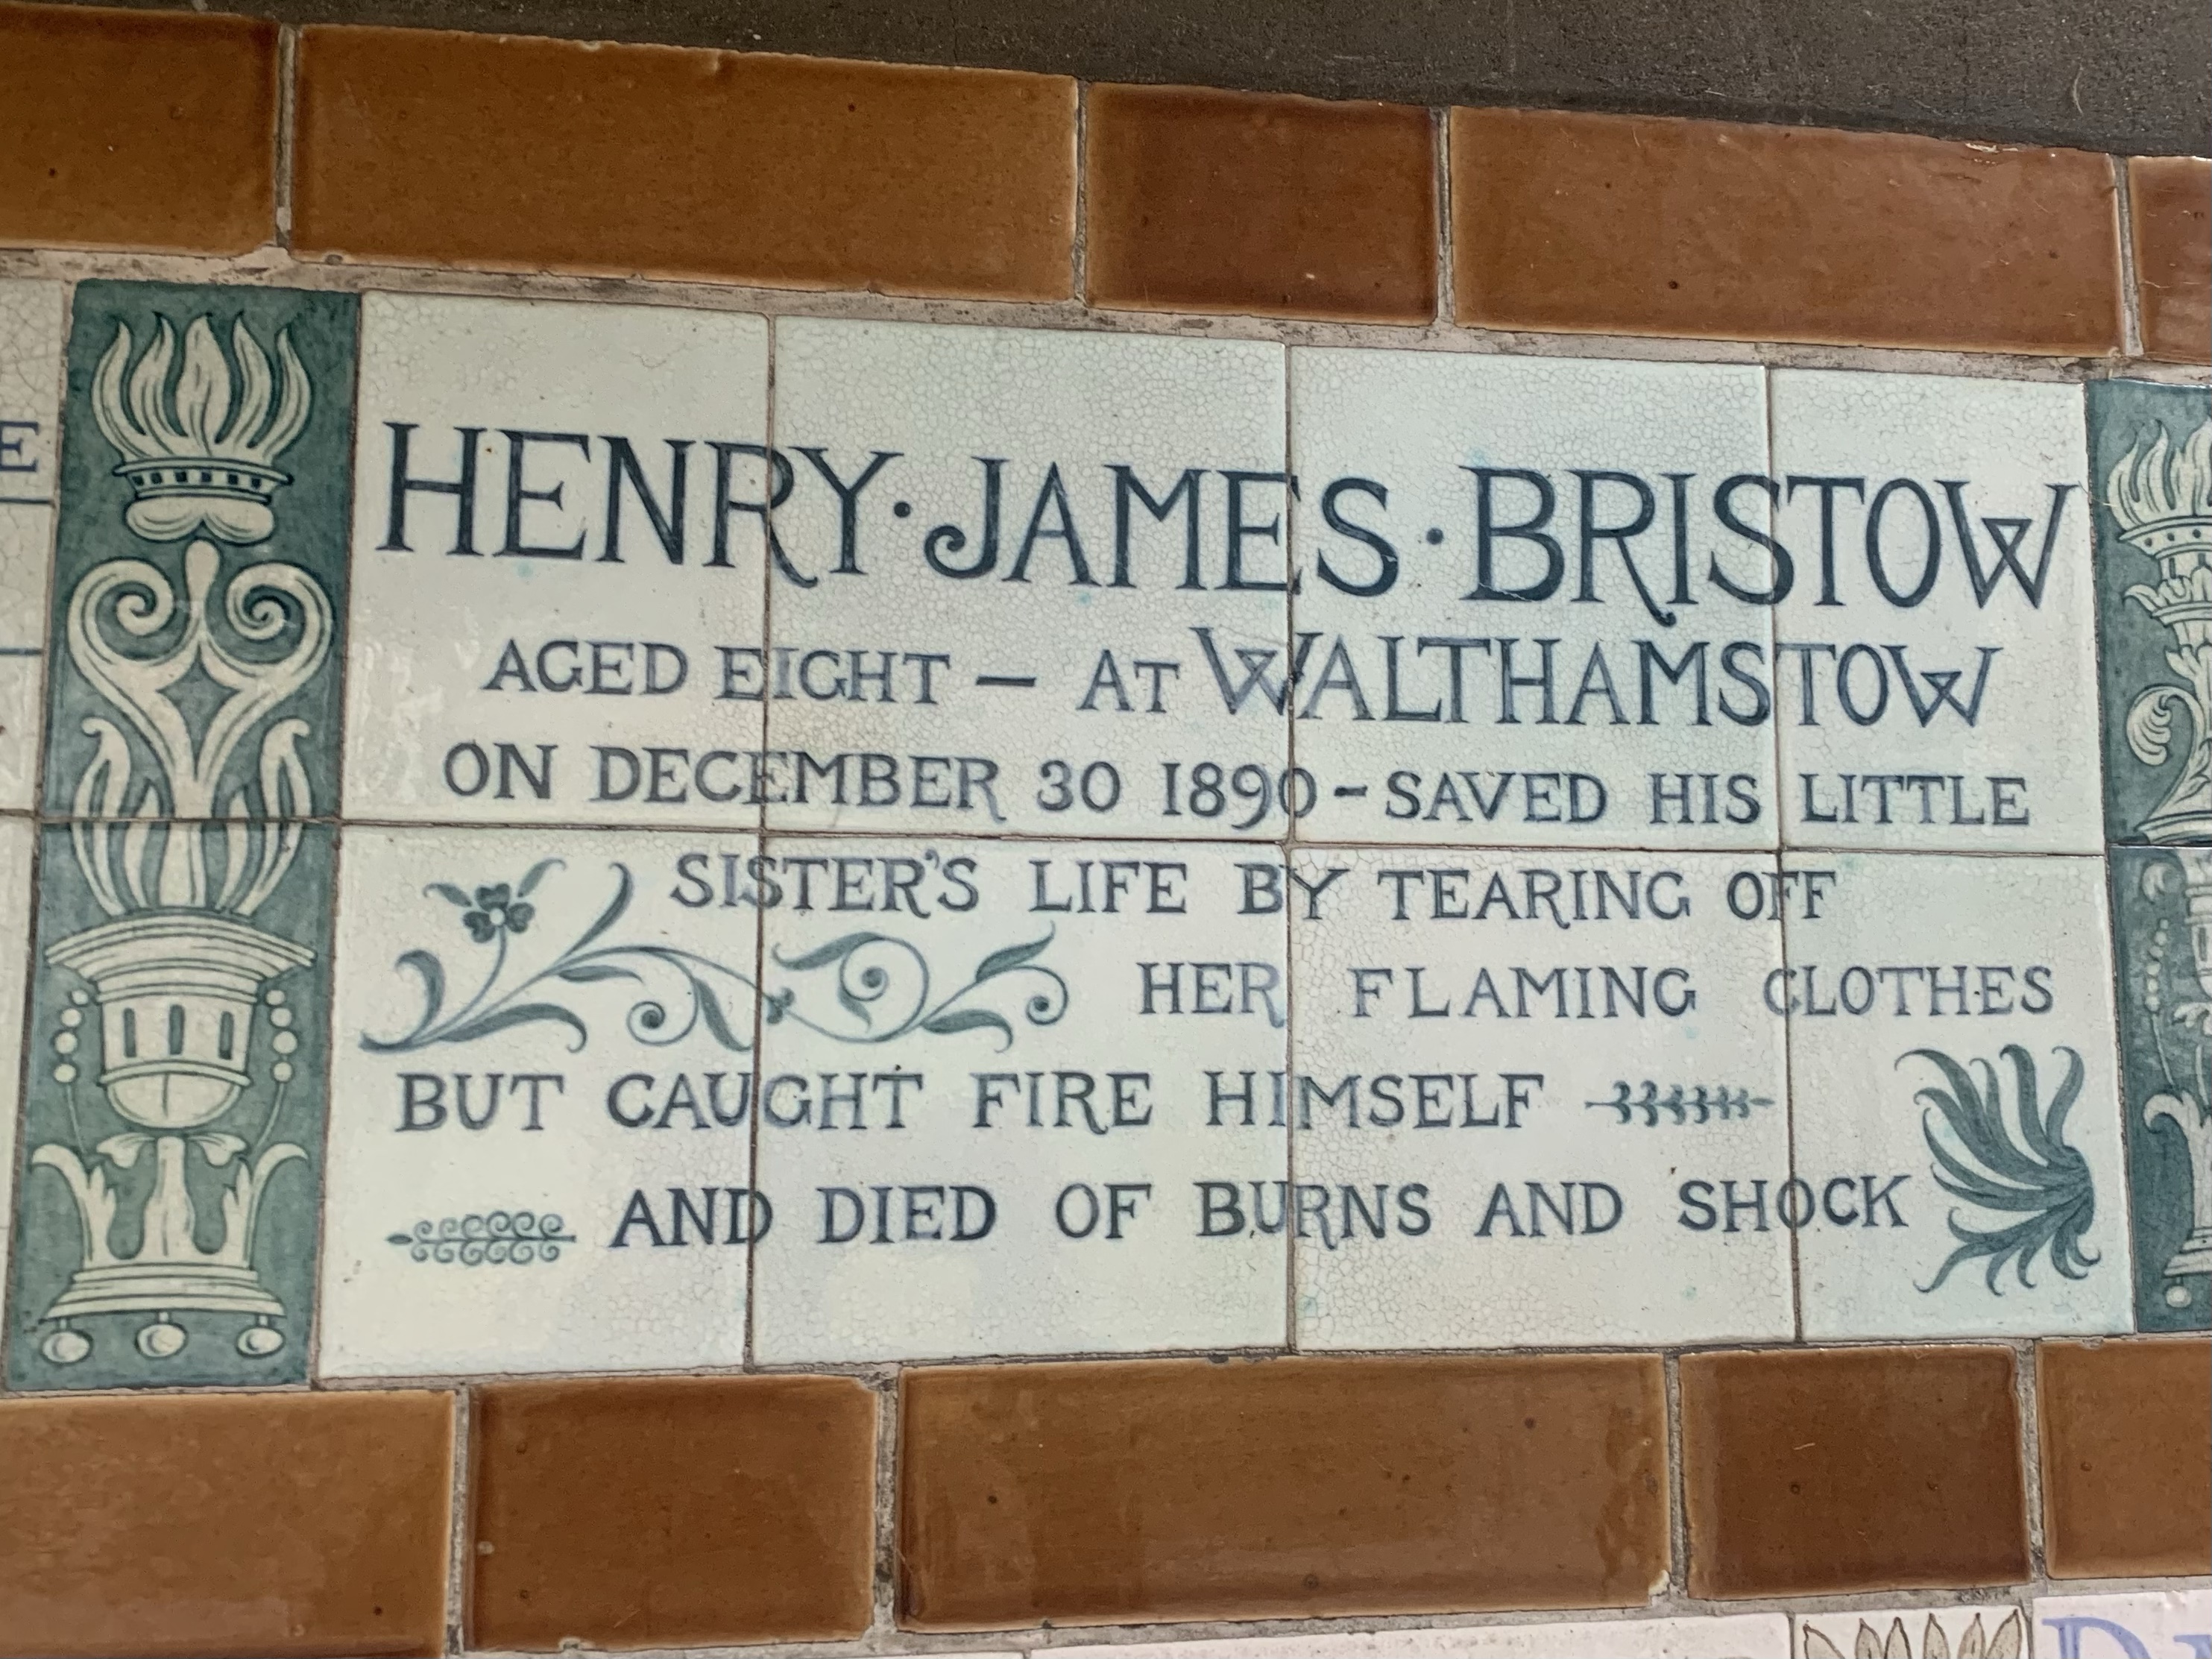 HENRY·JAMES·BRISTOW
AGED EIGHT — AT WALTHAMSTOW
ON DECEMBER 30 1890-SAVED HIS LITTLE
SISTER'S LIFE BY TEARING OFF
HER FLAMING CLOTHES
BUT CAUGHT FIRE HIMSELF
AND DIED OF BURNS AND SHOCK